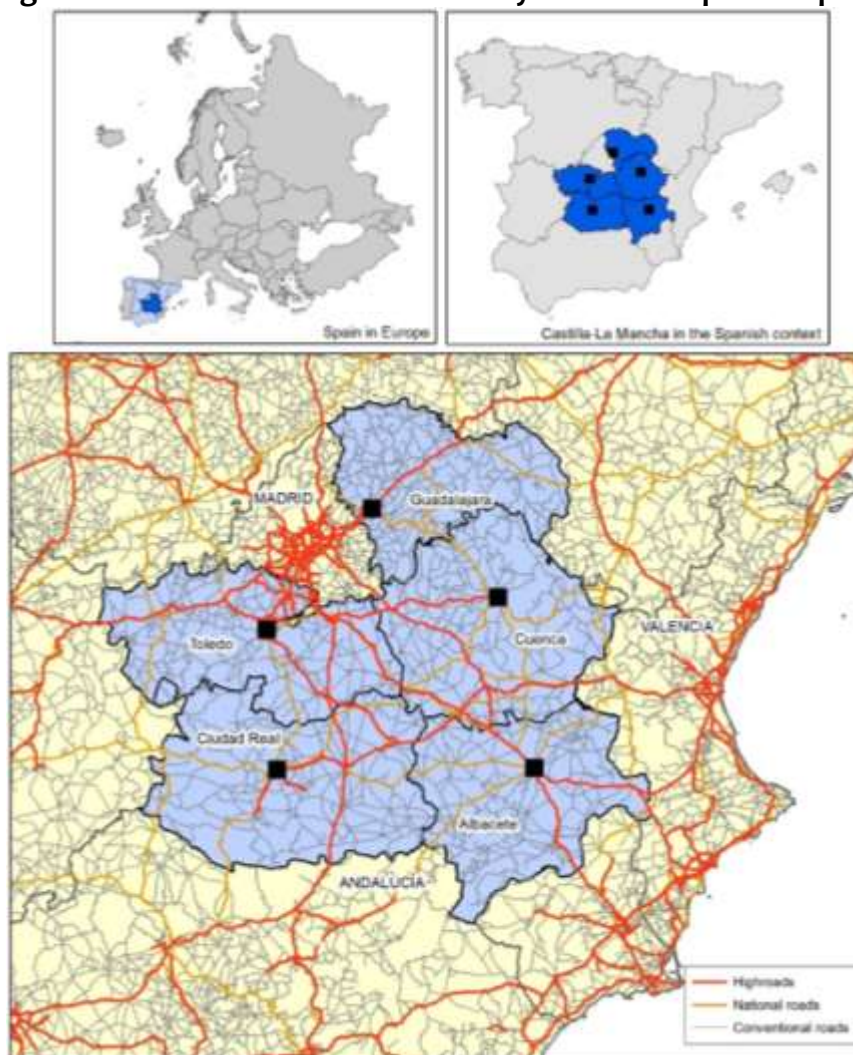 Spain in Europe
Castilla-La Mancha in the Spanish context
MADRID
Guadalajara
Toledo
Cuenca
VALENCIA
Ciudad Real
Albacete
ANDALUCÍA
Highroads
National roads
Conventional roads